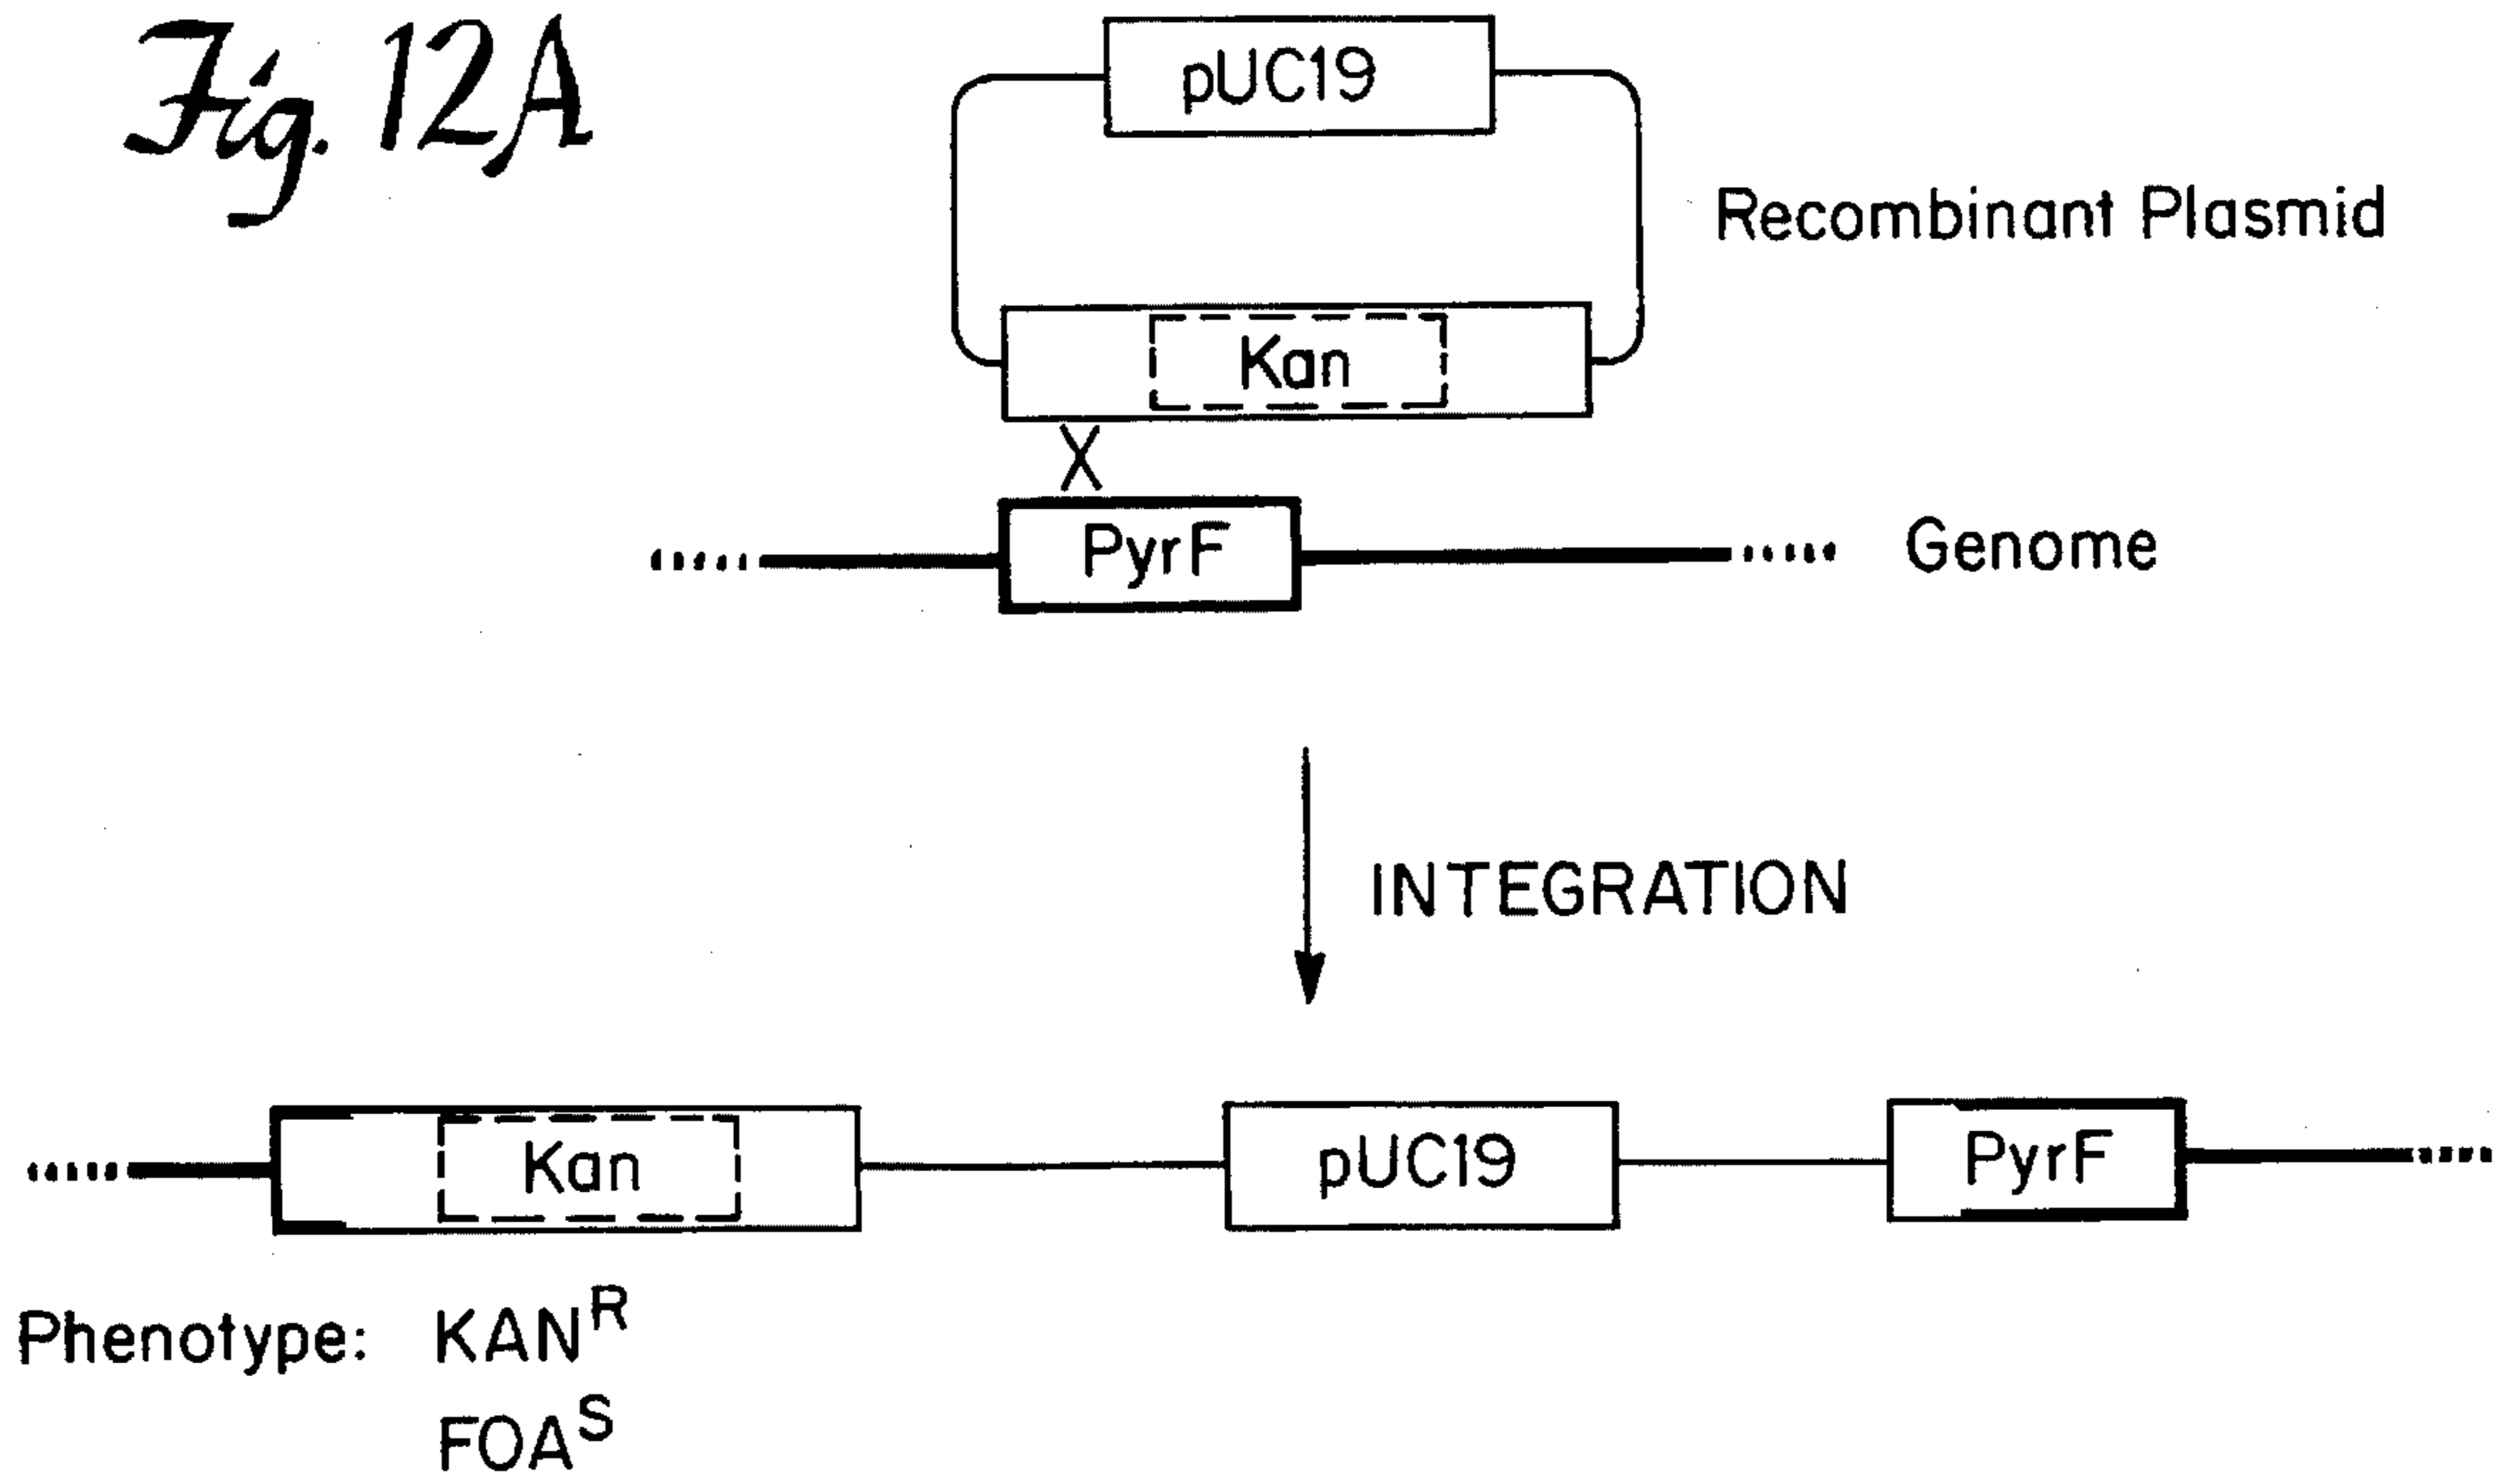 Fig. 12A
pUC19
Recombinant Plasmid
Kan
X
PyrF
Genome
INTEGRATION
Kan
pUC19
PyrF
Phenotype: KAN^R
FOA^S